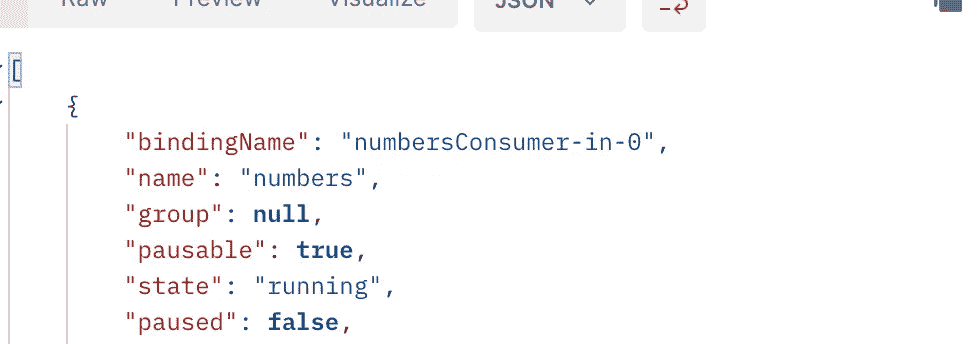 Raw Preview Visualize JSON
[
{
"bindingName": "numbersConsumer-in-0",
"name": "numbers",
"group": null,
"pausable": true,
"state": "running",
"paused": false,